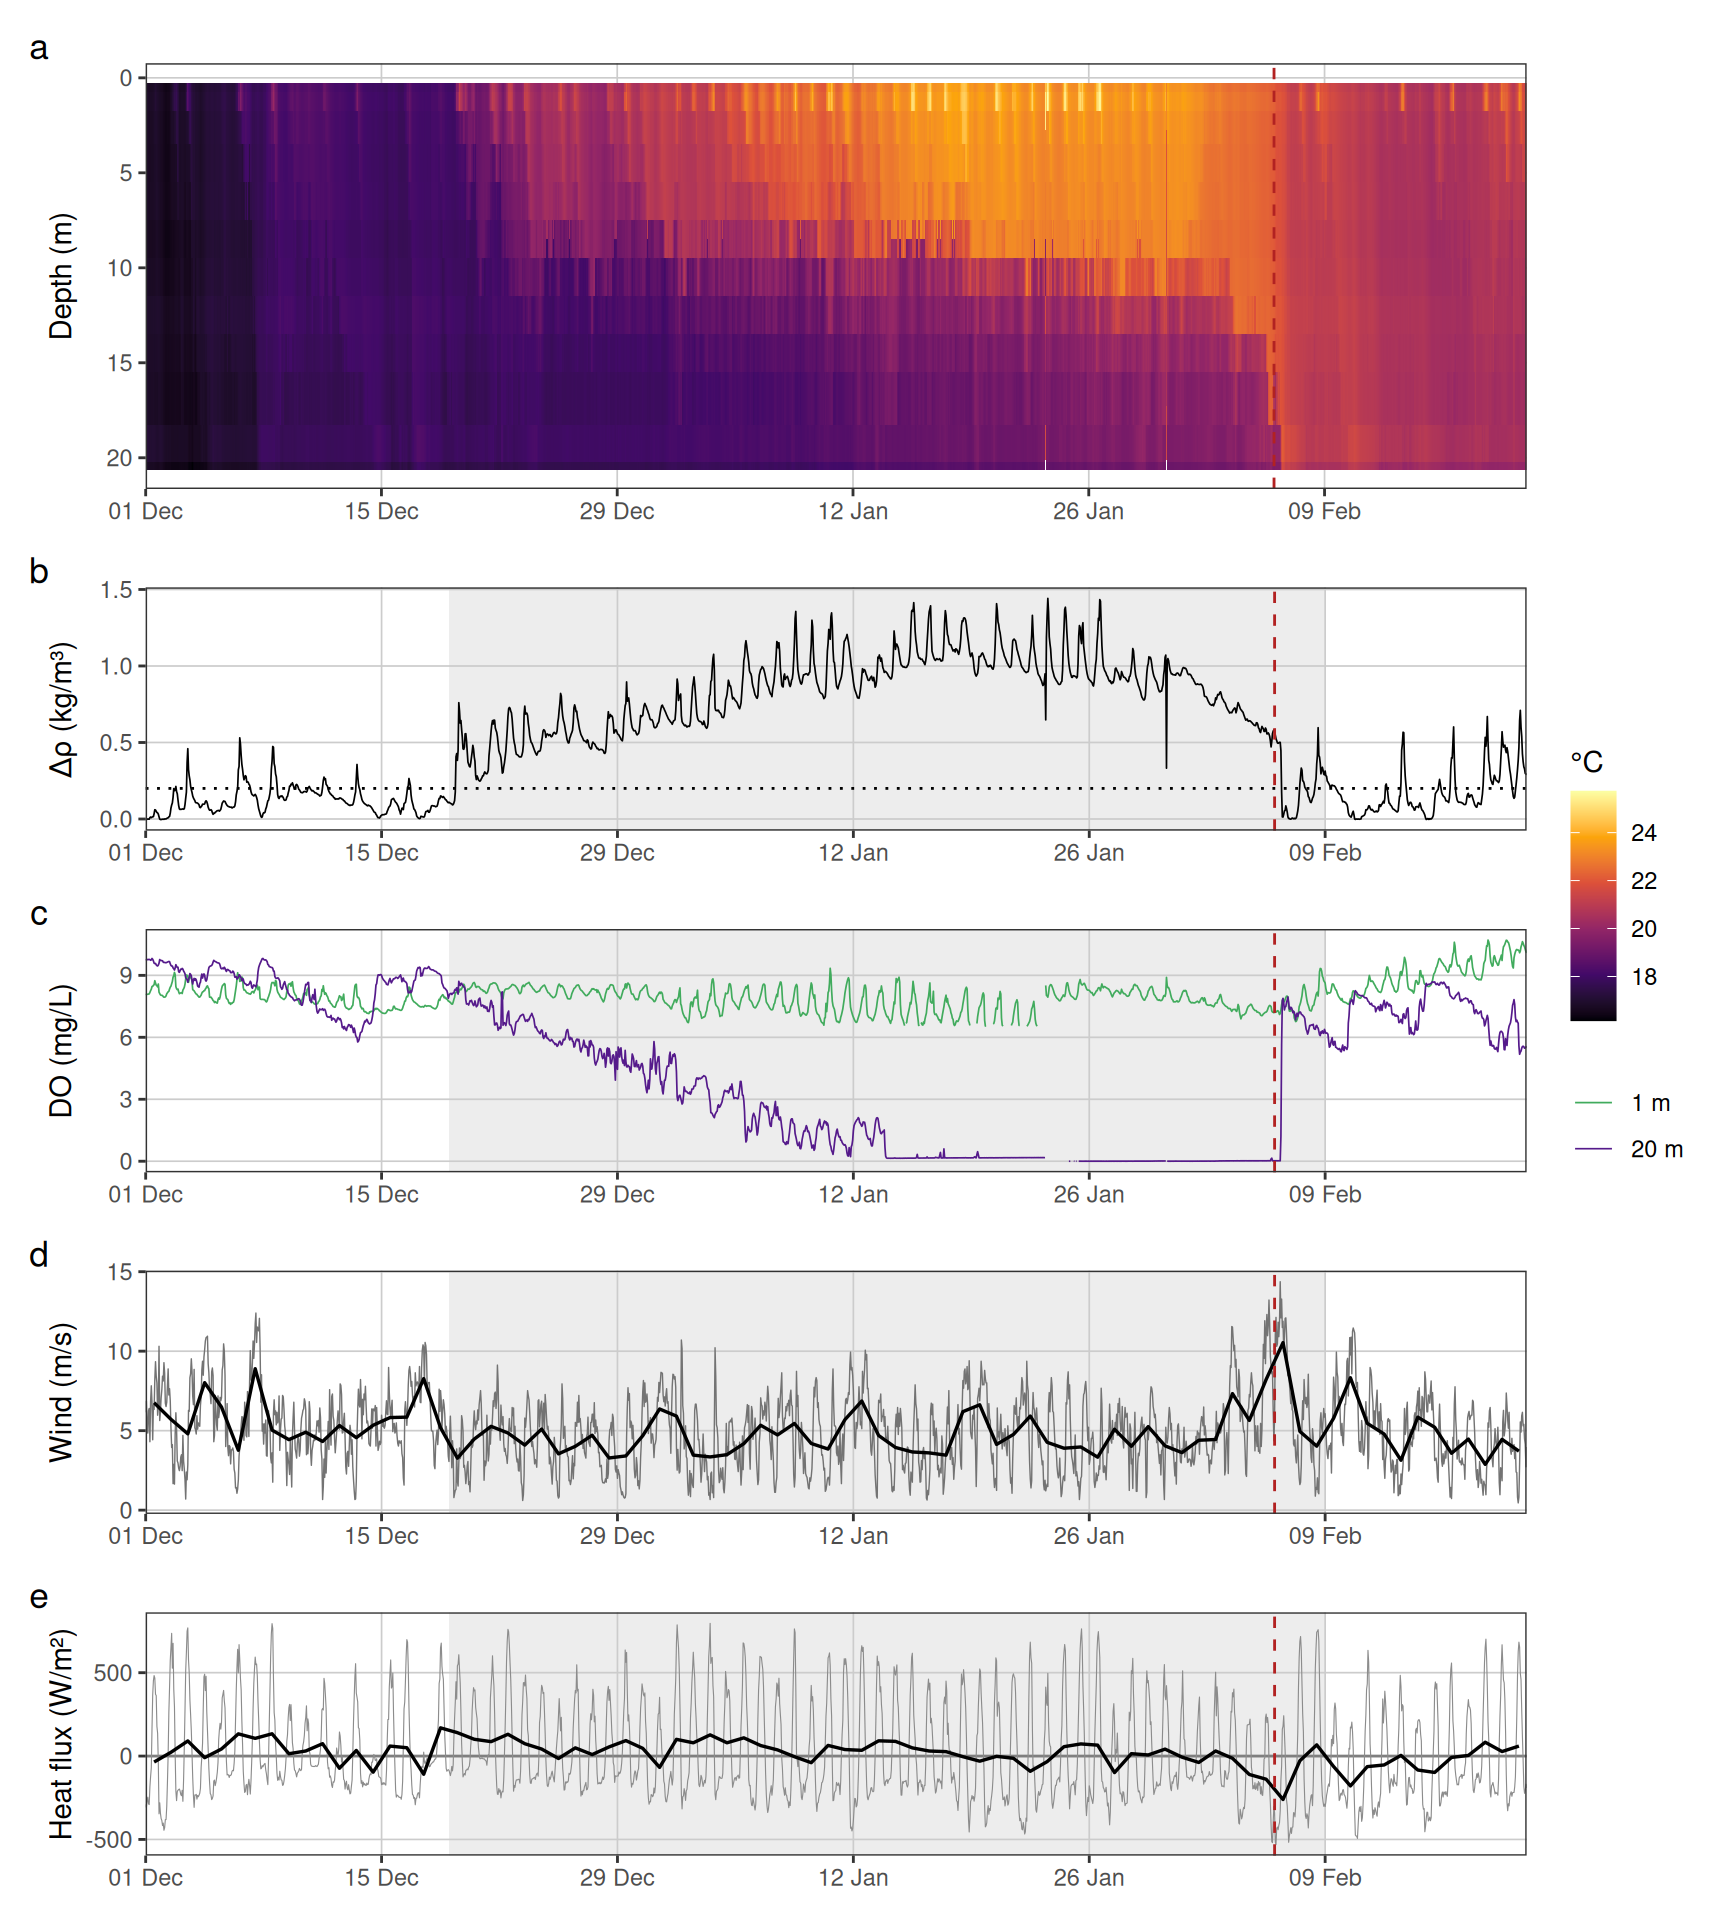 a
0
5
10
15
20
Depth (m)
01 Dec 15 Dec 29 Dec 12 Jan 26 Jan 09 Feb
b
1.5
1.0
0.5
0.0
Δρ (kg/m³)
01 Dec 15 Dec 29 Dec 12 Jan 26 Jan 09 Feb
°C
24
22
20
18
c
9
6
3
0
DO (mg/L)
01 Dec 15 Dec 29 Dec 12 Jan 26 Jan 09 Feb
1 m
20 m
d
15
10
5
0
Wind (m/s)
01 Dec 15 Dec 29 Dec 12 Jan 26 Jan 09 Feb
e
500
0
-500
Heat flux (W/m²)
01 Dec 15 Dec 29 Dec 12 Jan 26 Jan 09 Feb